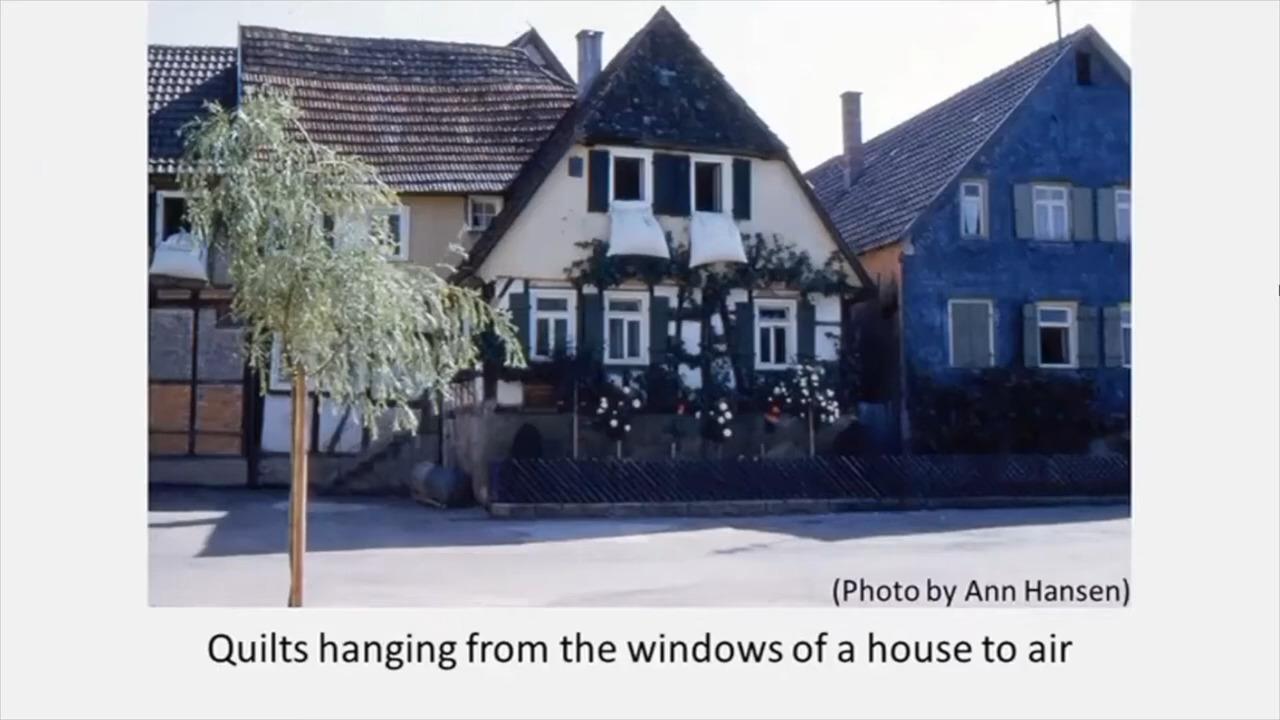 (Photo by Ann Hansen)
Quilts hanging from the windows of a house to air